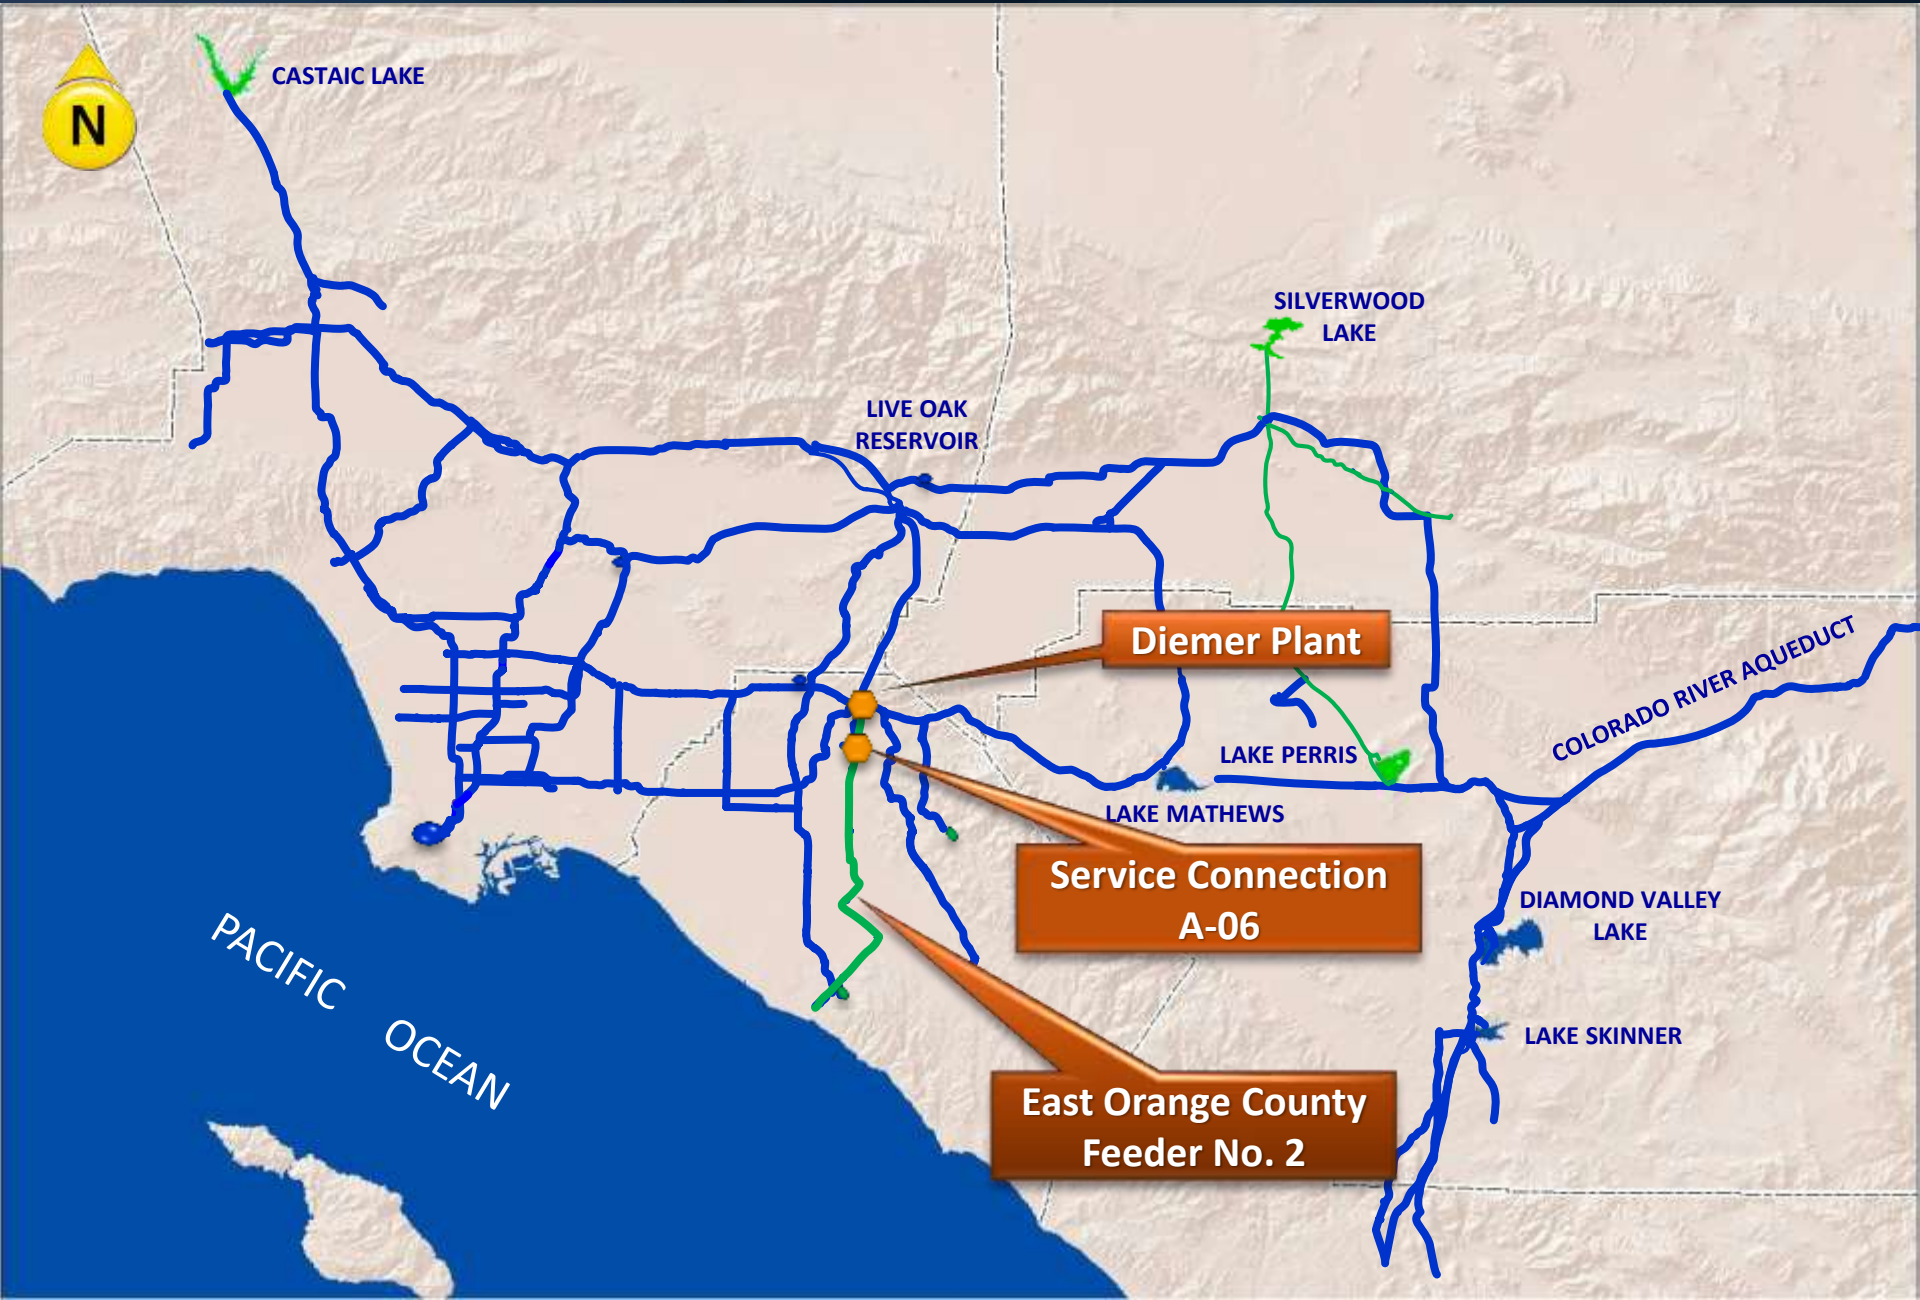 N
CASTAIC LAKE
SILVERWOOD
LAKE
LIVE OAK
RESERVOIR
Diemer Plant
COLORADO RIVER AQUEDUCT
LAKE PERRIS
LAKE MATHEWS
Service Connection
A-06
DIAMOND VALLEY
LAKE
PACIFIC
OCEAN
LAKE SKINNER
East Orange County
Feeder No. 2